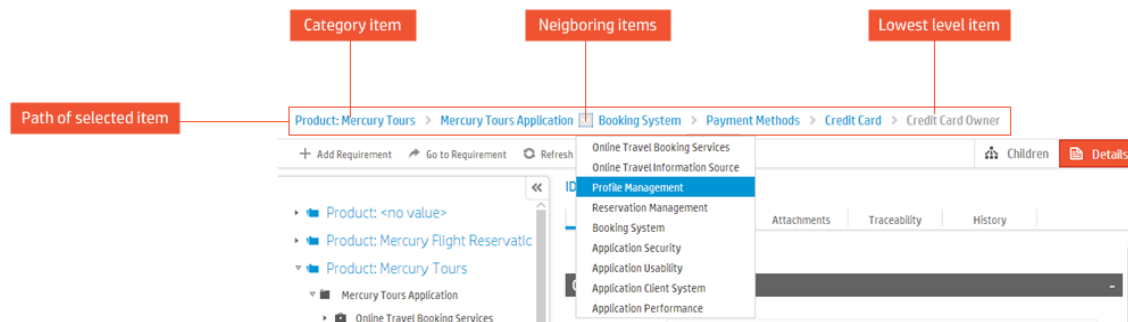 Category item
Neigboring items
Lowest level item
Path of selected item
Product: Mercury Tours > Mercury Tours Application Booking System > Payment Methods > Credit Card > Credit Card Owner
+ Add Requirement Go to Requirement Refresh Children Details
Online Travel Booking Services
Online Travel Information Source
« ID
Profile Management
Product: <no value>
Reservation Management
Attachments Traceability History
Booking System
Product: Mercury Flight Reservatic
Application Security
Product: Mercury Tours
Application Usability
Mercury Tours Application
Application Client System
-
Application Performance
Online Travel Booking Services